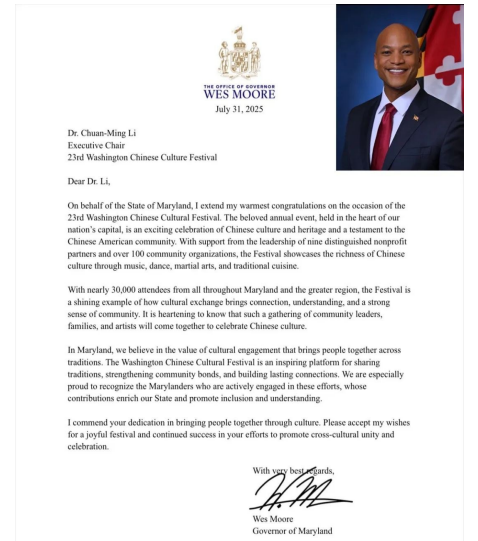 THE OFFICE OF GOVERNOR
WES MOORE
July 31, 2025
Dr. Chuan-Ming Li
Executive Chair
23rd Washington Chinese Culture Festival
Dear Dr. Li,
On behalf of the State of Maryland, I extend my warmest congratulations on the occasion of the
23rd Washington Chinese Cultural Festival. The beloved annual event, held in the heart of our
nation's capital, is an exciting celebration of Chinese culture and heritage and a testament to the
Chinese American community. With support from the leadership of nine distinguished nonprofit
partners and over 100 community organizations, the Festival showcases the richness of Chinese
culture through music, dance, martial arts, and traditional cuisine.
With nearly 30,000 attendees from all throughout Maryland and the greater region, the Festival is
a shining example of how cultural exchange brings connection, understanding, and a strong
sense of community. It is heartening to know that such a gathering of community leaders,
families, and artists will come together to celebrate Chinese culture.
In Maryland, we believe in the value of cultural engagement that brings people together across
traditions. The Washington Chinese Cultural Festival is an inspiring platform for sharing
traditions, strengthening community bonds, and building lasting connections. We are especially
proud to recognize the Marylanders who are actively engaged in these efforts, whose
contributions enrich our State and promote inclusion and understanding.
I commend your dedication in bringing people together through culture. Please accept my wishes
for a joyful festival and continued success in your efforts to promote cross-cultural unity and
celebration.
With very best regards,
Wes Moore
Governor of Maryland